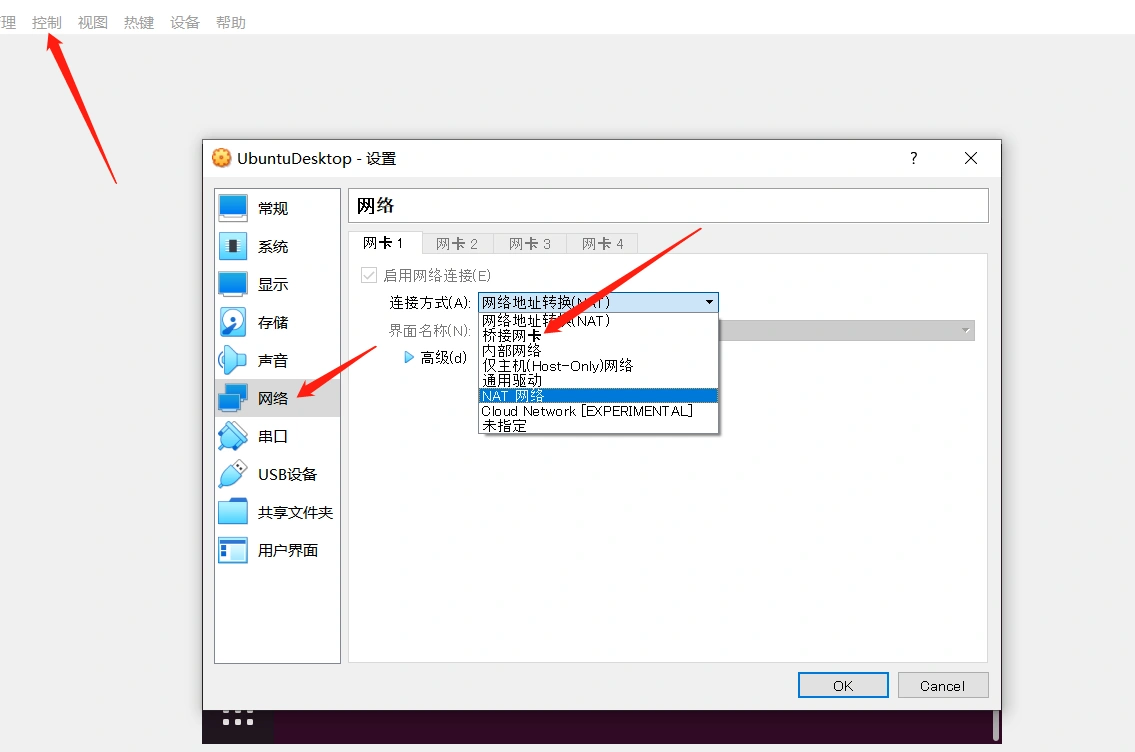 理 控制 视图 热键 设备 帮助
UbuntuDesktop - 设置 ?
常规
系统
显示
存储
声音
网络
串口
USB设备
共享文件夹
用户界面
网络
网卡 1 网卡 2 网卡 3 网卡 4
启用网络连接(E)
连接方式(A): 网络地址转换(NAT)
界面名称(N):
高级(d)
网络地址转换(NAT)
桥接网卡
内部网络
仅主机(Host-Only)网络
通用驱动
NAT 网络
Cloud Network [EXPERIMENTAL]
未指定
OK Cancel